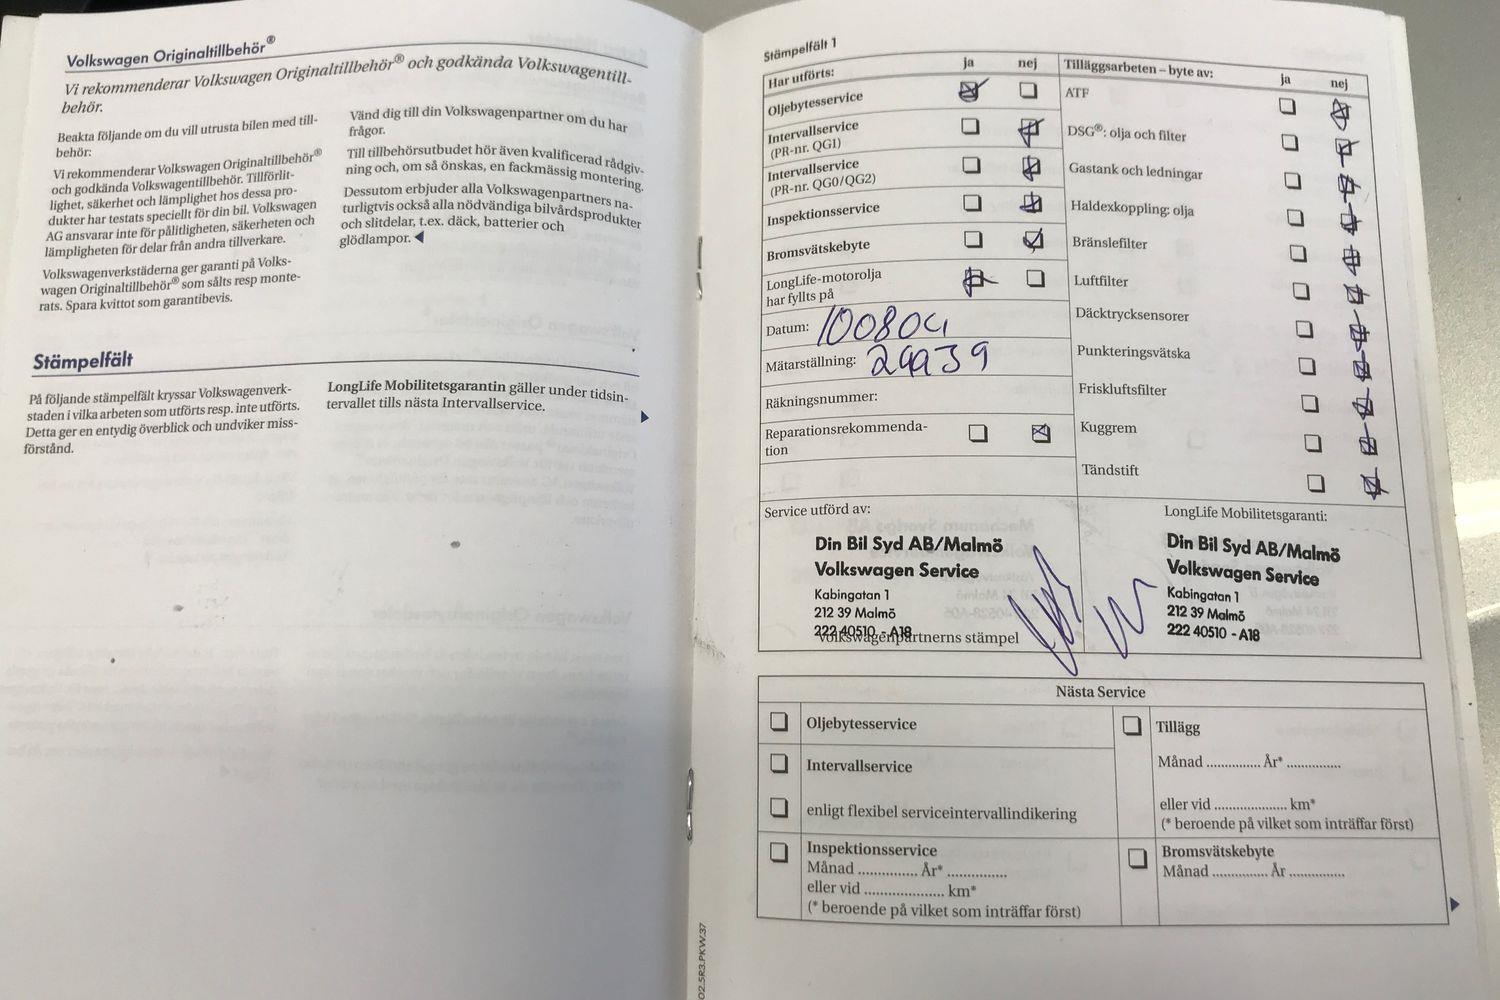 Volkswagen Originaltillbehör®
Vi rekommenderar Volkswagen Originaltillbehör® och godkända Volkswagentill-
behör.
Beakta följande om du vill utrusta bilen med till-
behör:
Vi rekommenderar Volkswagen Originaltillbehör®
och godkända Volkswagentillbehör. Tillförlit-
lighet, säkerhet och lämplighet hos dessa pro-
dukter har testats speciellt för din bil. Volkswagen
AG ansvarar inte för pålitligheten, säkerheten och
lämpligheten för delar från andra tillverkare.
Volkswagenverkstäderna ger garanti på Volks-
wagen Originaltillbehör® som sålts resp monte-
rats. Spara kvittot som garantibevis.
Vänd dig till din Volkswagenpartner om du har
frågor.
Till tillbehörsutbudet hör även kvalificerad rådgiv-
ning och, om så önskas, en fackmässig montering.
Dessutom erbjuder alla Volkswagenpartners na-
turligtvis också alla nödvändiga bilvårdsprodukter
och slitdelar, t.ex. däck, batterier och
glödlampor.
Stämpelfält
På följande stämpelfält kryssar Volkswagenverk-
staden i vilka arbeten som utförts resp. inte utförts.
Detta ger en entydig överblick och undviker miss-
förstånd.
LongLife Mobilitetsgarantin gäller under tidsin-
tervallet tills nästa Intervallservice.
Stämpelfält 1
Har utförts: ja nej
Oljebytesservice
Intervallservice
(PR-nr. QG1)
Intervallservice
(PR-nr. QG0/QG2)
Inspektionsservice
Bromsvätskebyte
LongLife-motorolja
har fyllts på
Datum: 100804
Mätarställning:
Räkningsnummer:
Reparationsrekommenda-
tion
Tilläggsarbeten – byte av: ja nej
ATF
DSG®: olja och filter
Gastank och ledningar
Haldexkoppling: olja
Bränslefilter
Luftfilter
Däcktrycksensorer
Punkteringsvätska
Friskluftsfilter
Kuggrem
Tändstift
Service utförd av:
Din Bil Syd AB/Malmö
Volkswagen Service
Kabingatan 1
212 39 Malmö
222 40510 - A18
Volkswagenpartnerns stämpel
LongLife Mobilitetsgaranti:
Din Bil Syd AB/Malmö
Volkswagen Service
Kabingatan 1
212 39 Malmö
222 40510 - A18
Nästa Service
Oljebytesservice
Intervallservice
enligt flexibel serviceintervallindikering
Inspektionsservice
Månad .............. År* ..............
eller vid ................... km*
(* beroende på vilket som inträffar först)
Tillägg
Månad ............. År* .............
eller vid .................. km*
(* beroende på vilket som inträffar först)
Bromsvätskebyte
Månad ............. År .............